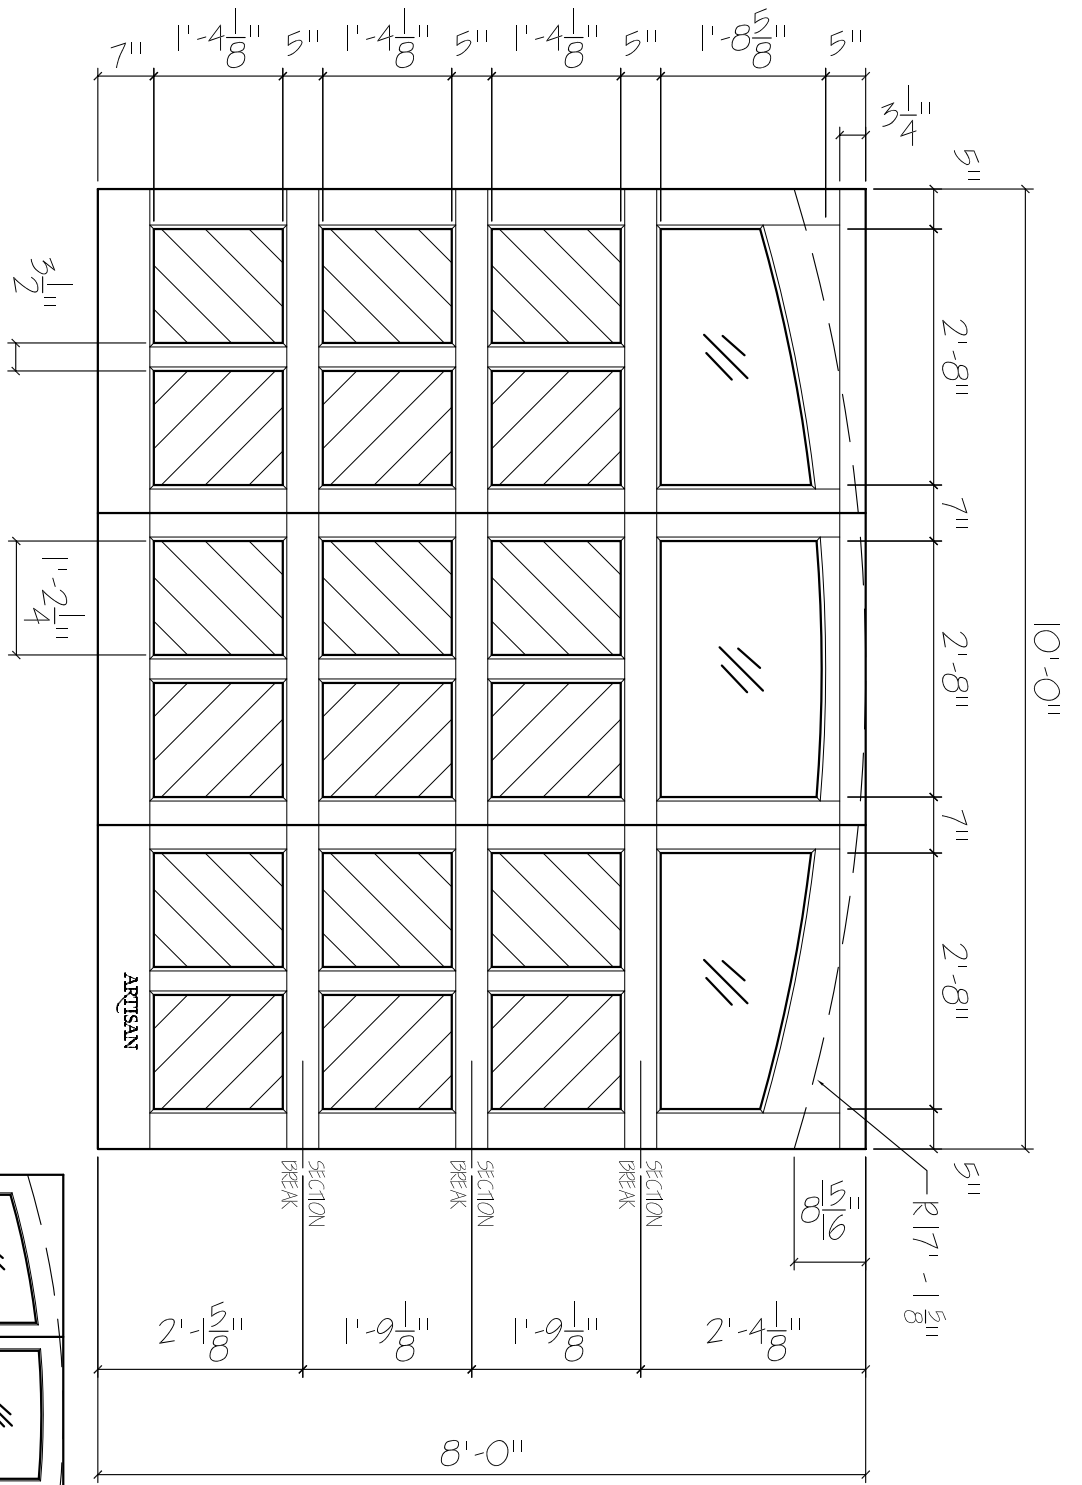 7" 1'-4 1/8" 5" 1'-4 1/8" 5" 1'-4 1/8" 5" 1'-8 5/8" 5"
3 1/4"
5"
2'-8"
7"
2'-8"
7"
2'-8"
5"
10'-0"
3 1/2"
1'-2 1/4"
ARTISAN
SECTION
BREAK
SECTION
BREAK
SECTION
BREAK
8 5/16"
R 17' - 1 5/8"
2'-1 5/8" 1'-9 1/8" 1'-9 1/8" 2'-4 1/8"
8'-0"